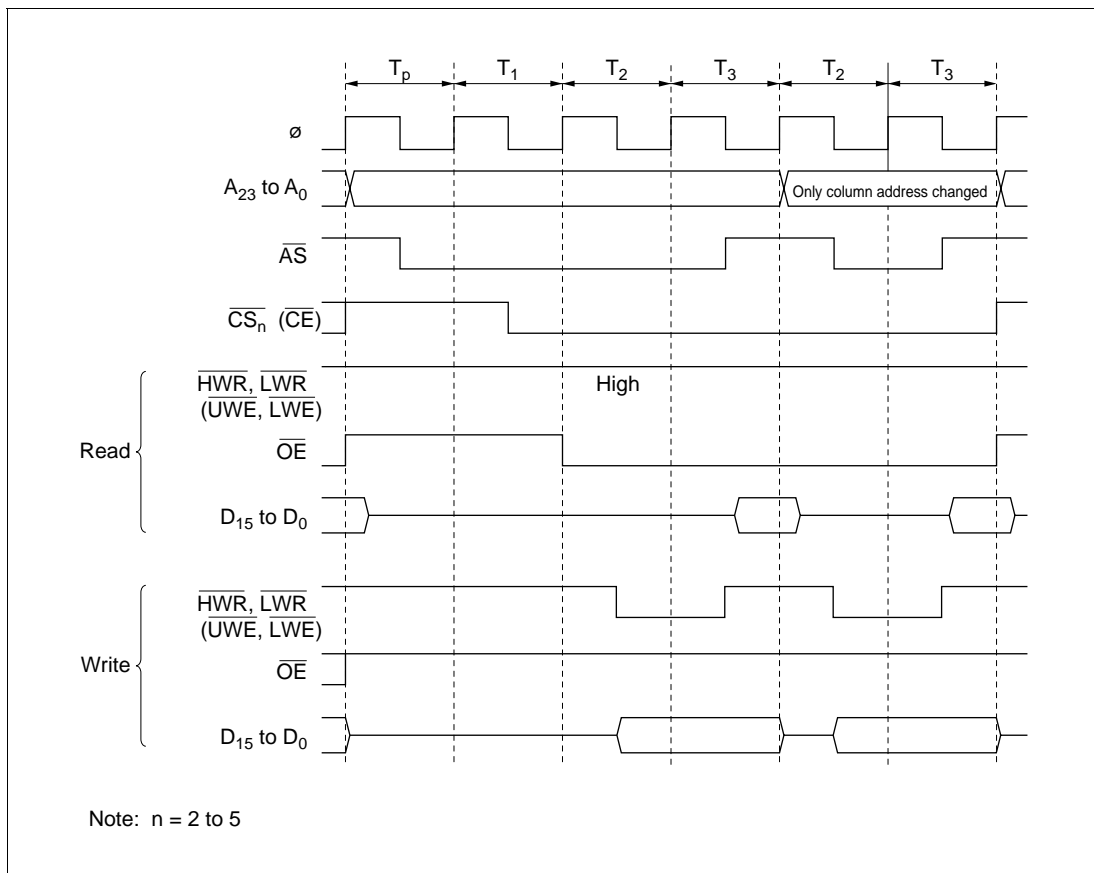 Tp T1 T2 T3 T2 T3
ø
A23 to A0
Only column address changed
AS
CSn (CE)
Read
HWR, LWR
(UWE, LWE)
High
OE
D15 to D0
Write
HWR, LWR
(UWE, LWE)
OE
D15 to D0
Note: n = 2 to 5